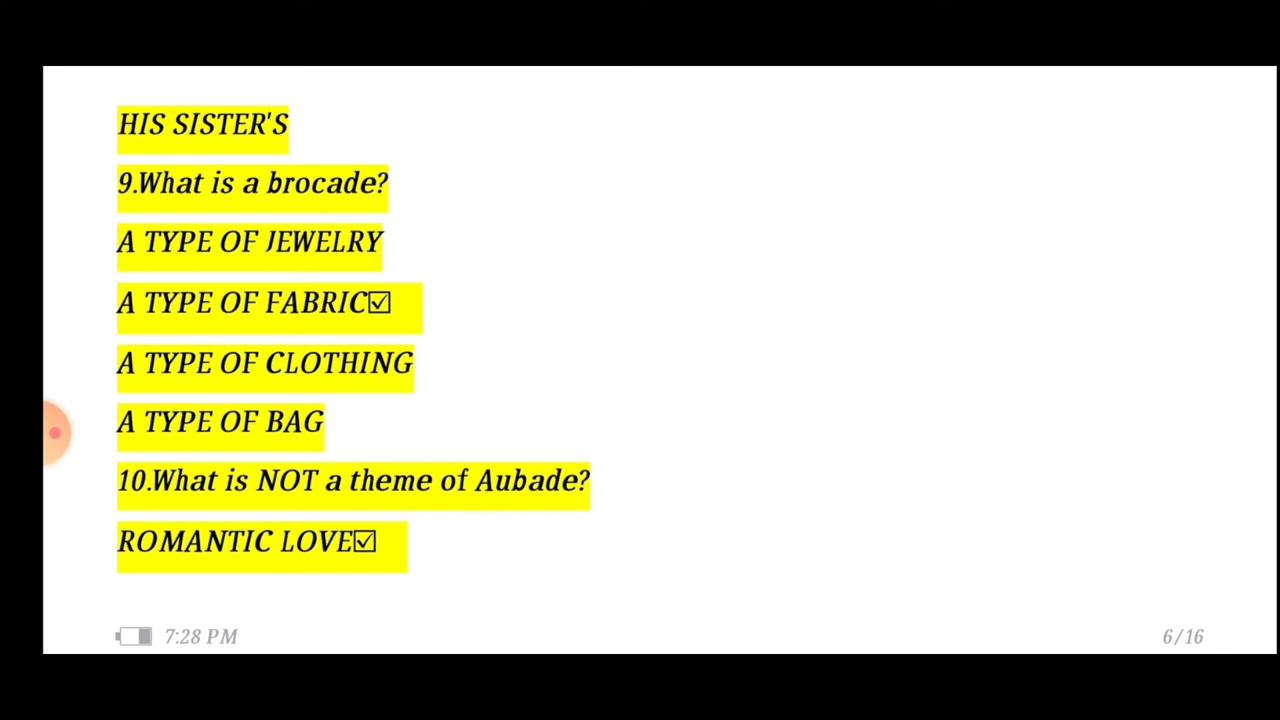 HIS SISTER'S
9.What is a brocade?
A TYPE OF JEWELRY
A TYPE OF FABRIC☑
A TYPE OF CLOTHING
A TYPE OF BAG
10.What is NOT a theme of Aubade?
ROMANTIC LOVE☑
7:28 PM
6/16